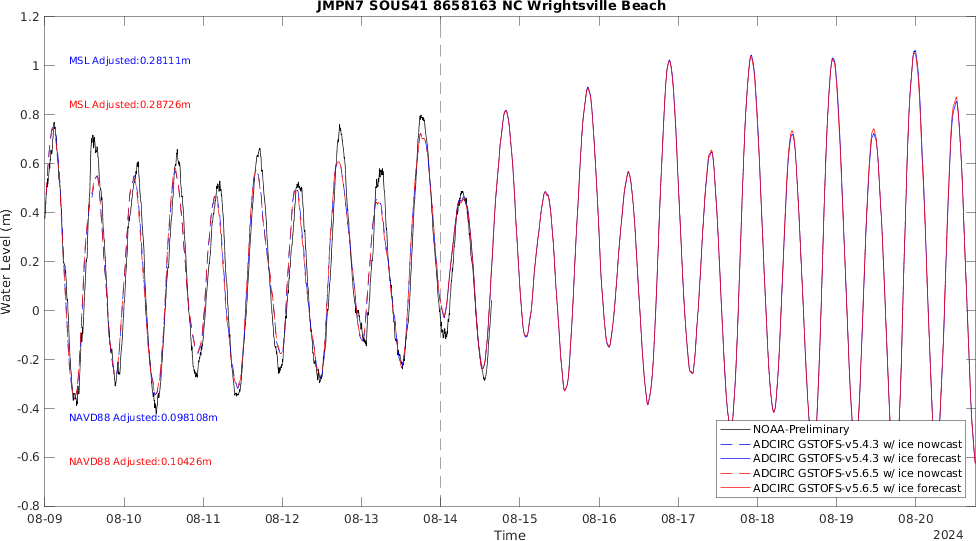 JMPN7 SOUS41 8658163 NC Wrightsville Beach
1.2
1
0.8
0.6
0.4
0.2
0
-0.2
-0.4
-0.6
-0.8
Water Level (m)
MSL Adjusted:0.28111m
MSL Adjusted:0.28726m
NAVD88 Adjusted:0.098108m
NAVD88 Adjusted:0.10426m
NOAA-Preliminary
ADCIRC GSTOFS-v5.4.3 w/ ice nowcast
ADCIRC GSTOFS-v5.4.3 w/ ice forecast
ADCIRC GSTOFS-v5.6.5 w/ ice nowcast
ADCIRC GSTOFS-v5.6.5 w/ ice forecast
08-09 08-10 08-11 08-12 08-13 08-14 08-15 08-16 08-17 08-18 08-19 08-20
Time
2024